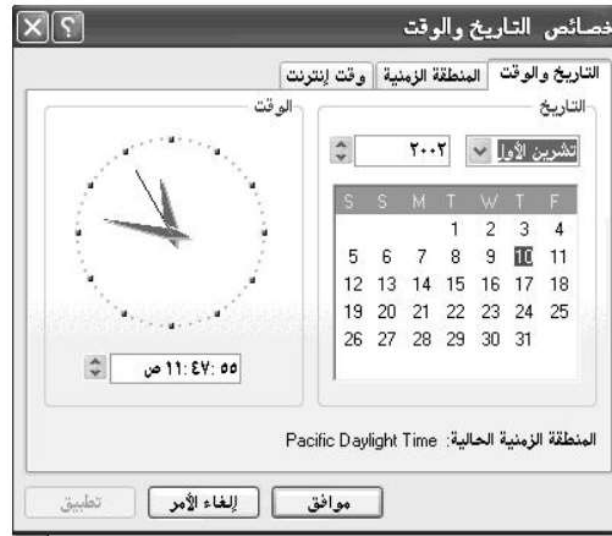 خصائص التاريخ والوقت
التاريخ والوقت المنطقة الزمنية وقت إنترنت
التاريخ
تشرين الأول ٢٠٠٢
S S M T W T F
1 2 3 4
5 6 7 8 9 10 11
12 13 14 15 16 17 18
19 20 21 22 23 24 25
26 27 28 29 30 31
الوقت
١١:٤٧:٥٥ ص
المنطقة الزمنية الحالية: Pacific Daylight Time
موافق إلغاء الأمر تطبيق